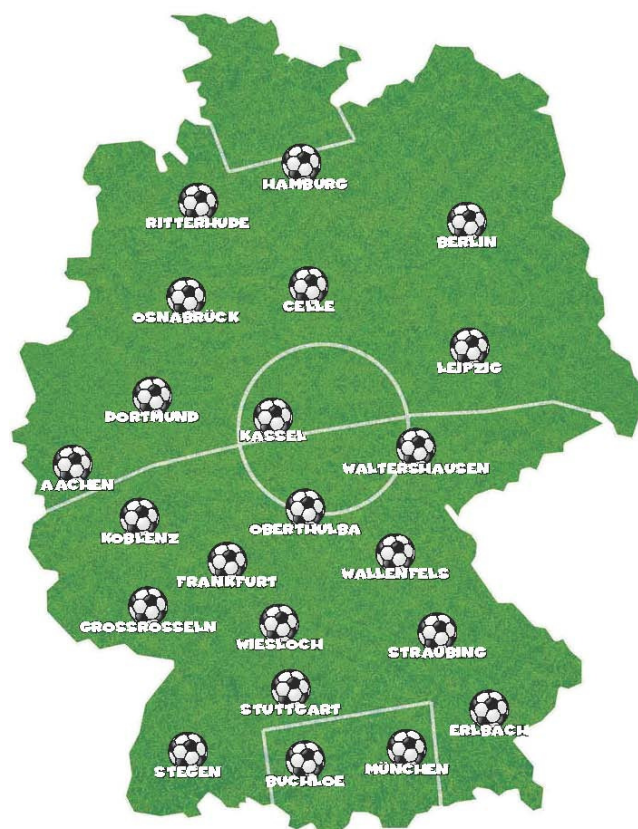 HAMBURG
RITTERHUDE
BERLIN
OSNABRÜCK
CELLE
LEIPZIG
DORTMUND
KASSEL
WALTERSHAUSEN
AACHEN
OBERTHULBA
KOBLENZ
FRANKFURT
WALLENFELS
GROSSROSSELN
WIESLOCH
STRAUBING
STUTTGART
ERLBACH
STEGEN
BUCHLOE
MÜNCHEN